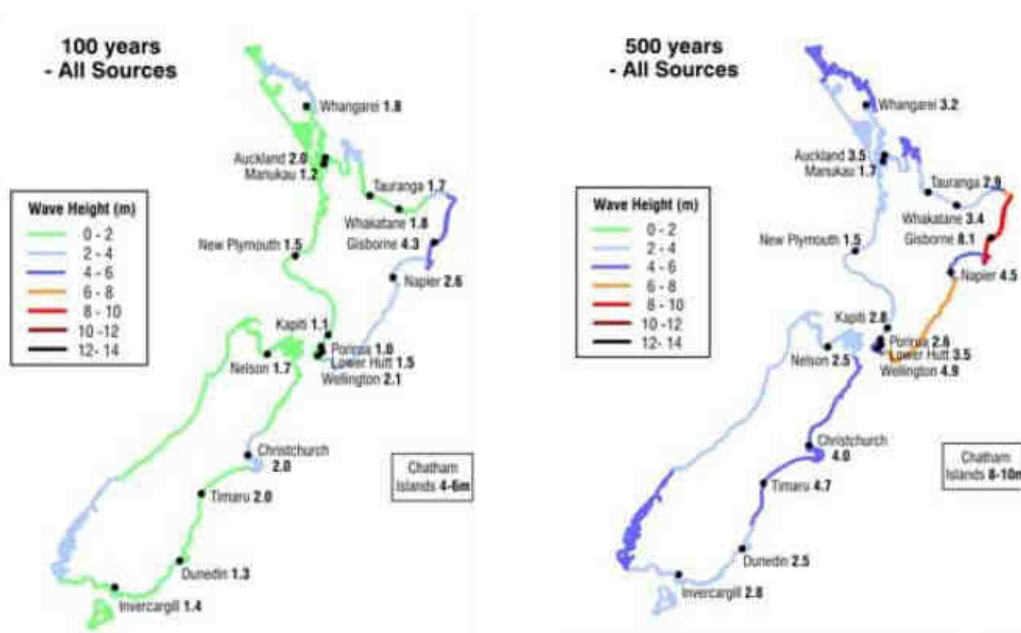 100 years
- All Sources
Whangarei 1.8
Auckland 2.0
Manukau 1.2
Tauranga 1.7
Whakatane 1.8
Gisborne 4.3
New Plymouth 1.5
Napier 2.6
Kapiti 1.1
Porirua 1.0
Lower Hutt 1.5
Wellington 2.1
Nelson 1.7
Christchurch
2.0
Timaru 2.0
Dunedin 1.3
Invercargill 1.4
Wave Height (m)
0 - 2
2 - 4
4 - 6
6 - 8
8 - 10
10 -12
12- 14
Chatham
Islands 4-6m
500 years
- All Sources
Whangarei 3.2
Auckland 3.5
Manukau 1.7
Tauranga 2.9
Whakatane 3.4
Gisborne 8.1
New Plymouth 1.5
Napier 4.5
Kapiti 2.8
Porirua 2.6
Lower Hutt 3.5
Wellington 4.9
Nelson 2.5
Christchurch
4.0
Timaru 4.7
Dunedin 2.5
Invercargill 2.8
Wave Height (m)
0 - 2
2 - 4
4 - 6
6 - 8
8 - 10
10 -12
12- 14
Chatham
Islands 8-10m